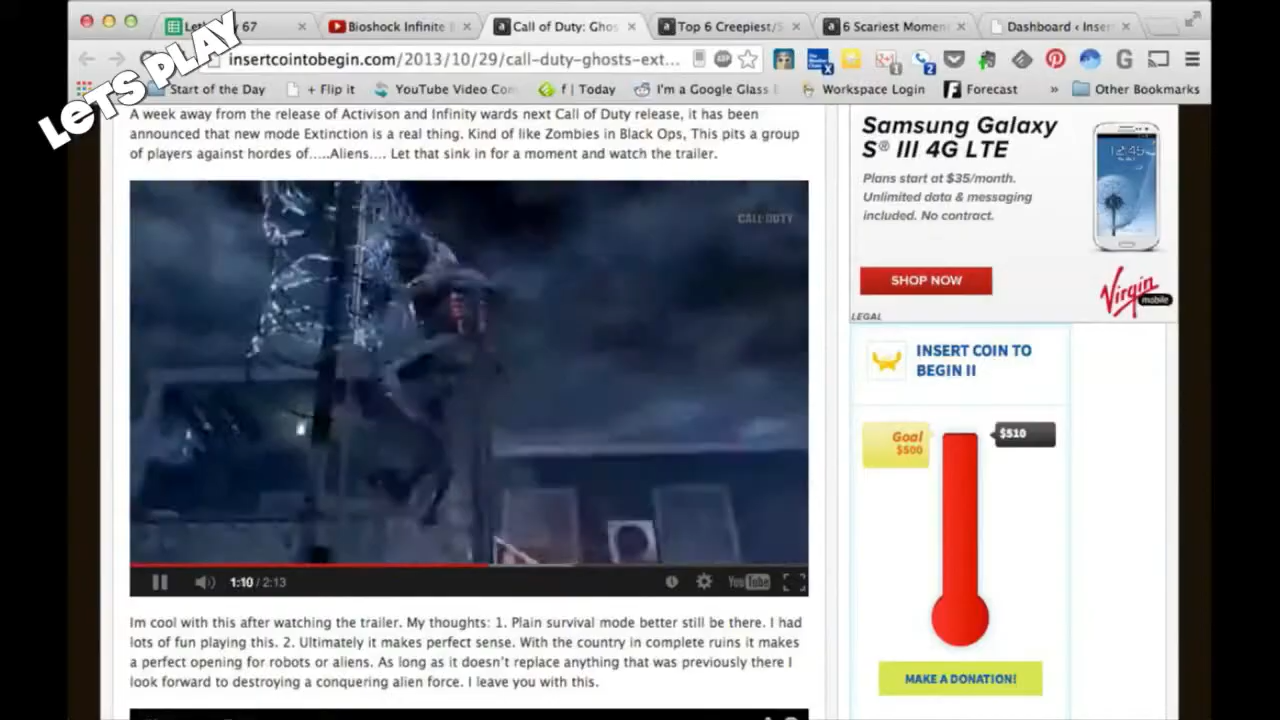 LETS PLAY
Let 67
Bioshock Infinite
Call of Duty: Ghos
Top 6 Creepiest/S
6 Scariest Momen
Dashboard ‹ Inser
insertcointobegin.com/2013/10/29/call-duty-ghosts-ext...
Start of the Day
+ Flip it
YouTube Video Con
f | Today
I'm a Google Glass
Workspace Login
Forecast
»
Other Bookmarks
A week away from the release of Activison and Infinity wards next Call of Duty release, it has been
announced that new mode Extinction is a real thing. Kind of like Zombies in Black Ops, This pits a group
of players against hordes of.....Aliens.... Let that sink in for a moment and watch the trailer.
CALL OF DUTY
1:10 / 2:13
YouTube
Im cool with this after watching the trailer. My thoughts: 1. Plain survival mode better still be there. I had
lots of fun playing this. 2. Ultimately it makes perfect sense. With the country in complete ruins it makes
a perfect opening for robots or aliens. As long as it doesn't replace anything that was previously there I
look forward to destroying a conquering alien force. I leave you with this.
Samsung Galaxy
S® III 4G LTE
Plans start at $35/month.
Unlimited data & messaging
included. No contract.
12:45
SHOP NOW
Virgin
mobile
LEGAL
INSERT COIN TO
BEGIN II
Goal
$500
$510
MAKE A DONATION!